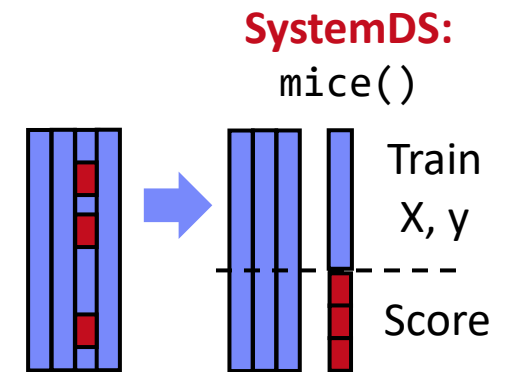 SystemDS:
mice()
Train
X, y
Score